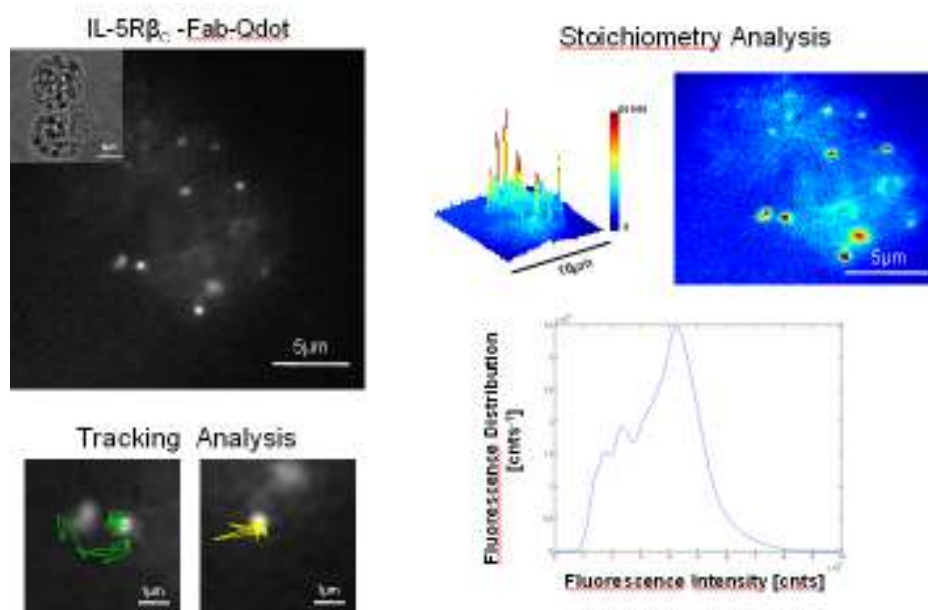 IL-5Rβc -Fab-Qdot
5μm
Stoichiometry Analysis
0
10μm
5μm
Tracking Analysis
1μm
1μm
Fluorescence Distribution
[cnts⁻¹]
Fluorescence Intensity [cnts]